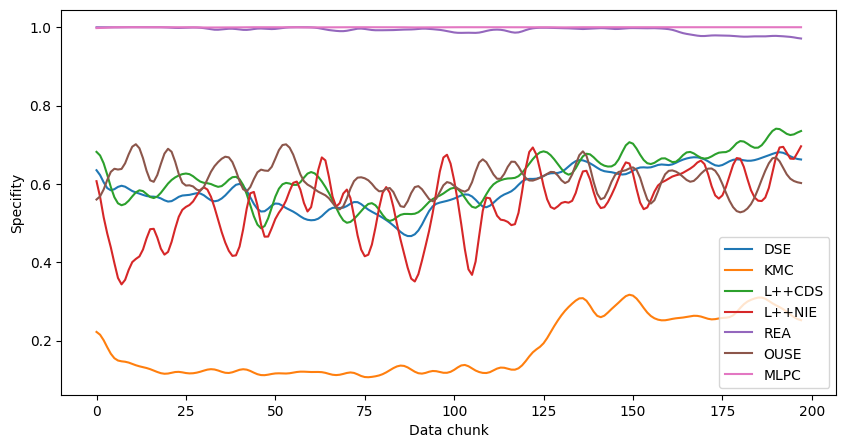 1.0
0.8
0.6
0.4
0.2
Specifity
0 25 50 75 100 125 150 175 200
Data chunk
DSE
KMC
L++CDS
L++NIE
REA
OUSE
MLPC